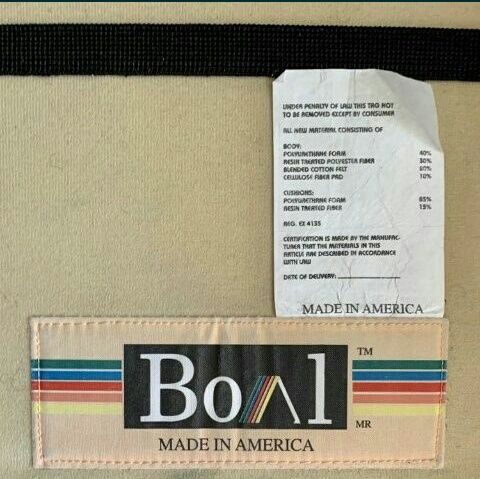 UNDER PENALTY OF LAW THIS TAG NOT
TO BE REMOVED EXCEPT BY CONSUMER
ALL NEW MATERIAL CONSISTING OF
BODY:
POLYURETHANE FOAM 40%
RESIN TREATED POLYESTER FIBER 30%
BLENDED COTTON FELT
CELLULOSE FIBER PAD 10%
CUSHIONS:
POLYURETHANE FOAM 85%
RESIN TREATED FIBER 15%
REG. EX 4135
CERTIFICATION IS MADE BY THE MANUFAC-
TURER THAT THE MATERIALS IN THIS
ARTICLE ARE DESCRIBED IN ACCORDANCE
WITH LAW
DATE OF DELIVERY:
MADE IN AMERICA
TM
MR
MADE IN AMERICA